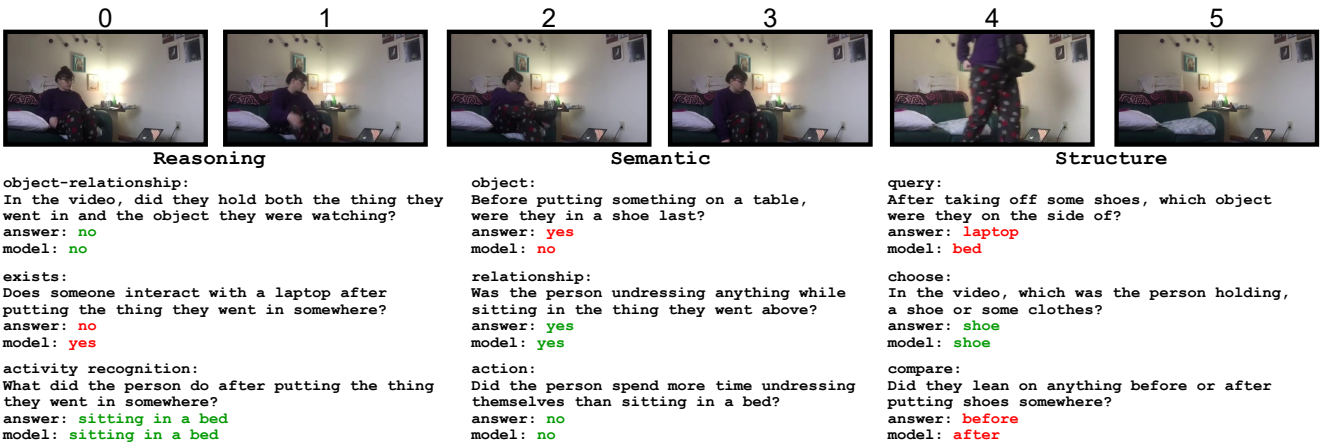 0 1 2 3 4 5
Reasoning
object-relationship:
In the video, did they hold both the thing they
went in and the object they were watching?
answer: no
model: no
exists:
Does someone interact with a laptop after
putting the thing they went in somewhere?
answer: no
model: yes
activity recognition:
What did the person do after putting the thing
they went in somewhere?
answer: sitting in a bed
model: sitting in a bed
Semantic
object:
Before putting something on a table,
were they in a shoe last?
answer: yes
model: no
relationship:
Was the person undressing anything while
sitting in the thing they went above?
answer: yes
model: yes
action:
Did the person spend more time undressing
themselves than sitting in a bed?
answer: no
model: no
Structure
query:
After taking off some shoes, which object
were they on the side of?
answer: laptop
model: bed
choose:
In the video, which was the person holding,
a shoe or some clothes?
answer: shoe
model: shoe
compare:
Did they lean on anything before or after
putting shoes somewhere?
answer: before
model: after